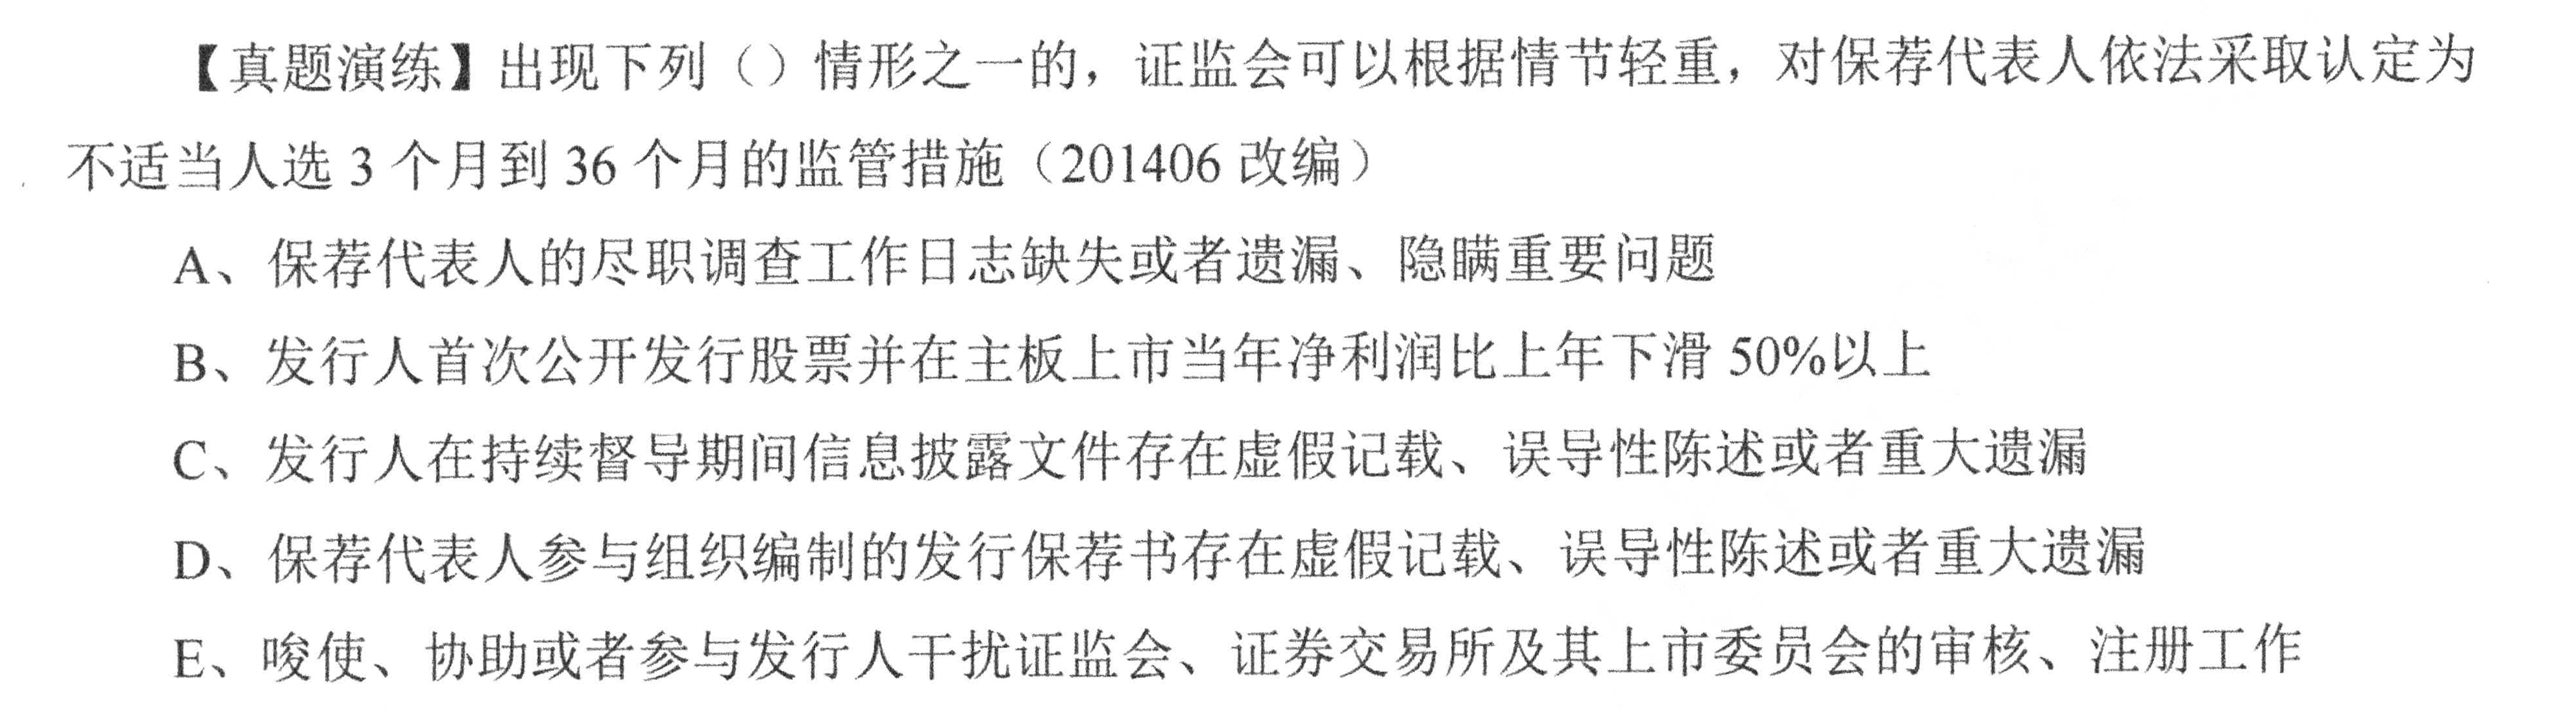 【真题演练】出现下列（）情形之一的，证监会可以根据情节轻重，对保荐代表人依法采取认定为
不适当人选 3 个月到 36 个月的监管措施（201406 改编）
A、保荐代表人的尽职调查工作日志缺失或者遗漏、隐瞒重要问题
B、发行人首次公开发行股票并在主板上市当年净利润比上年下滑 50%以上
C、发行人在持续督导期间信息披露文件存在虚假记载、误导性陈述或者重大遗漏
D、保荐代表人参与组织编制的发行保荐书存在虚假记载、误导性陈述或者重大遗漏
E、唆使、协助或者参与发行人干扰证监会、证券交易所及其上市委员会的审核、注册工作